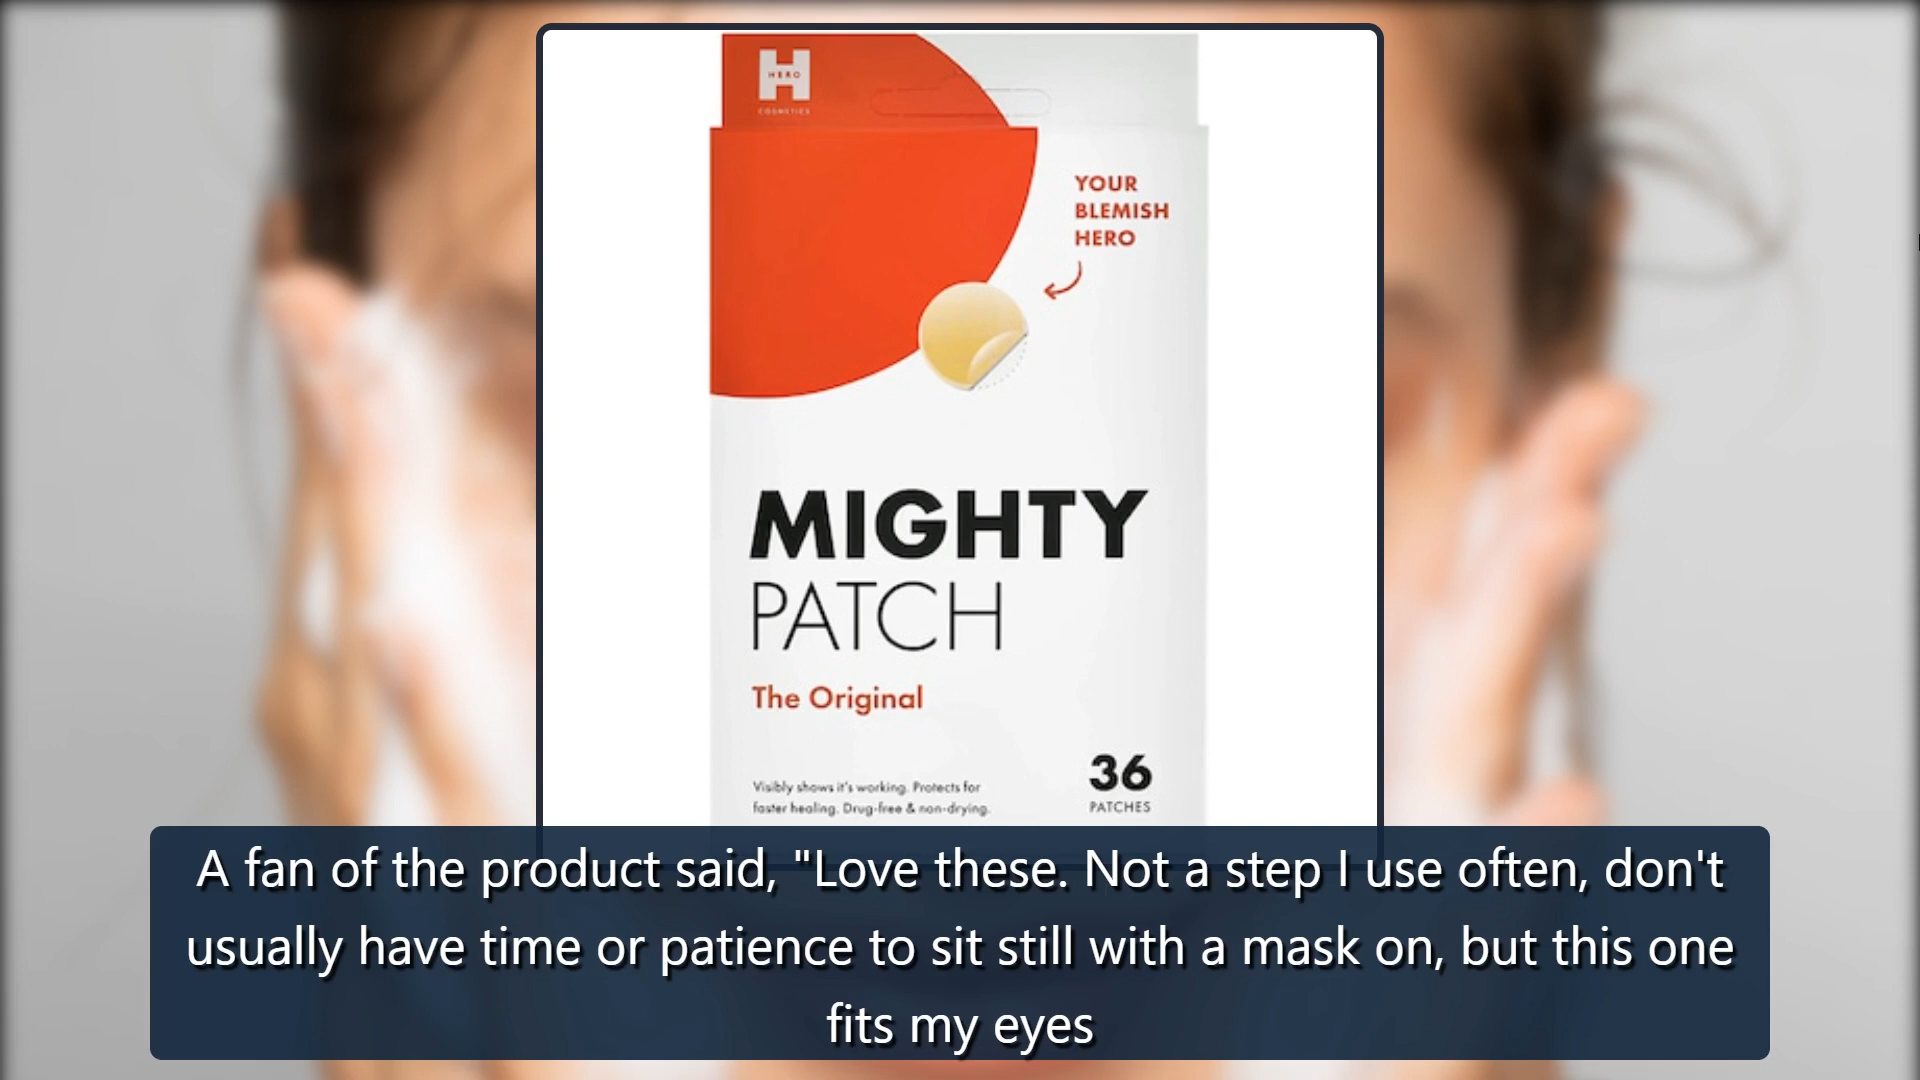 HERO
COSMETICS
YOUR
BLEMISH
HERO
MIGHTY
PATCH
The Original
Visibly shows it's working. Protects for
faster healing. Drug-free & non-drying.
36
PATCHES
A fan of the product said, "Love these. Not a step I use often, don't
usually have time or patience to sit still with a mask on, but this one
fits my eyes